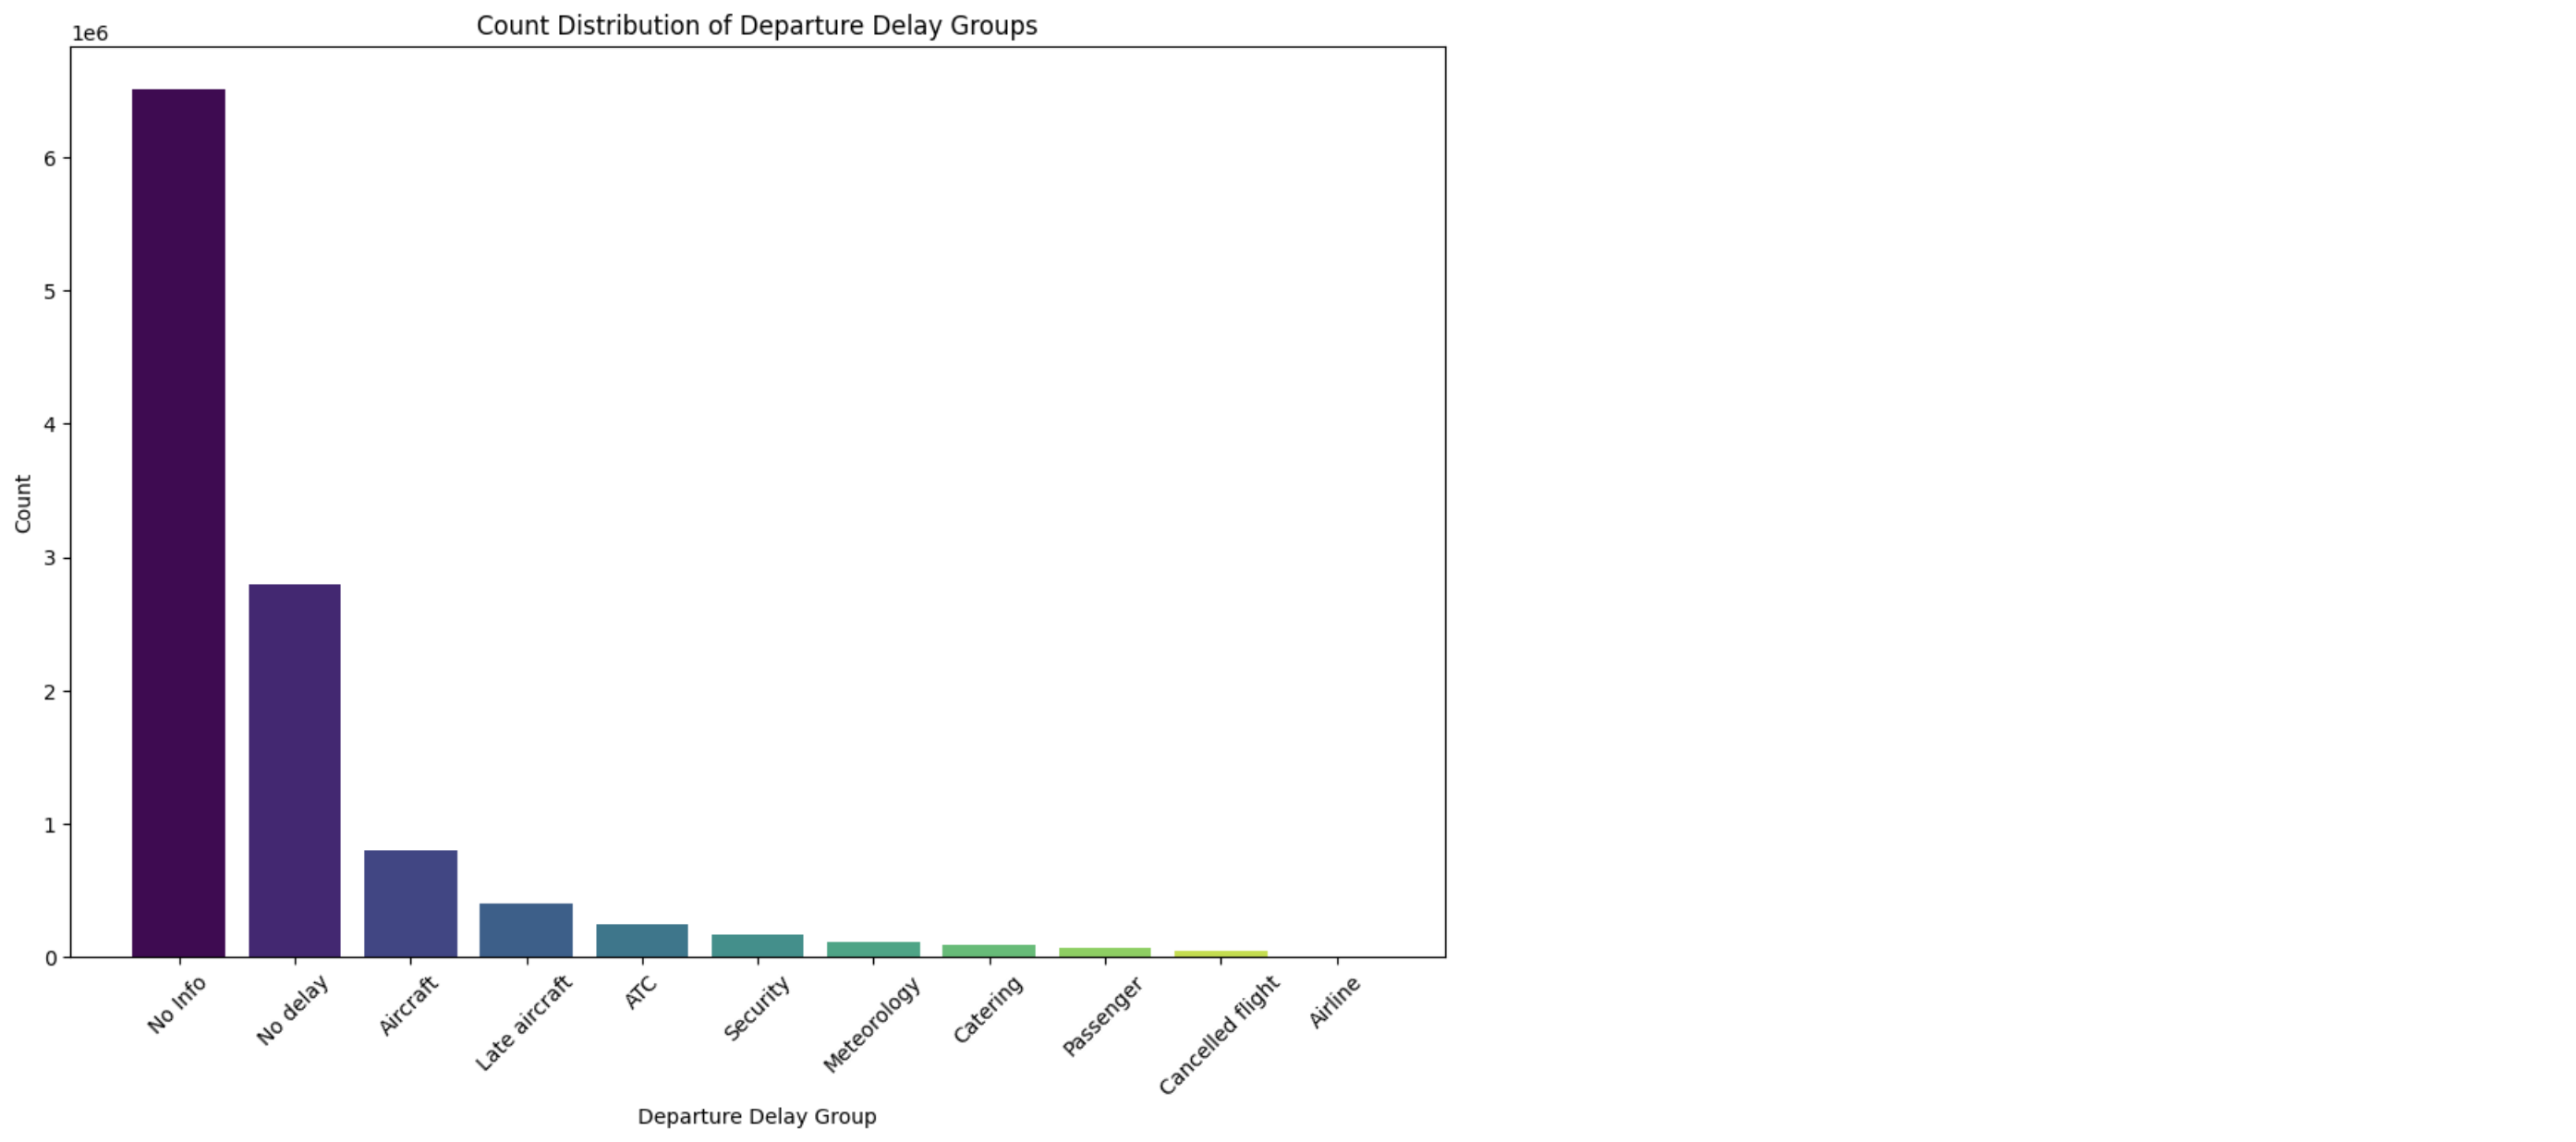 Count Distribution of Departure Delay Groups
1e6
6
5
4
3
2
1
0
Count
No Info
No delay
Aircraft
Late aircraft
ATC
Security
Meteorology
Catering
Passenger
Cancelled flight
Airline
Departure Delay Group